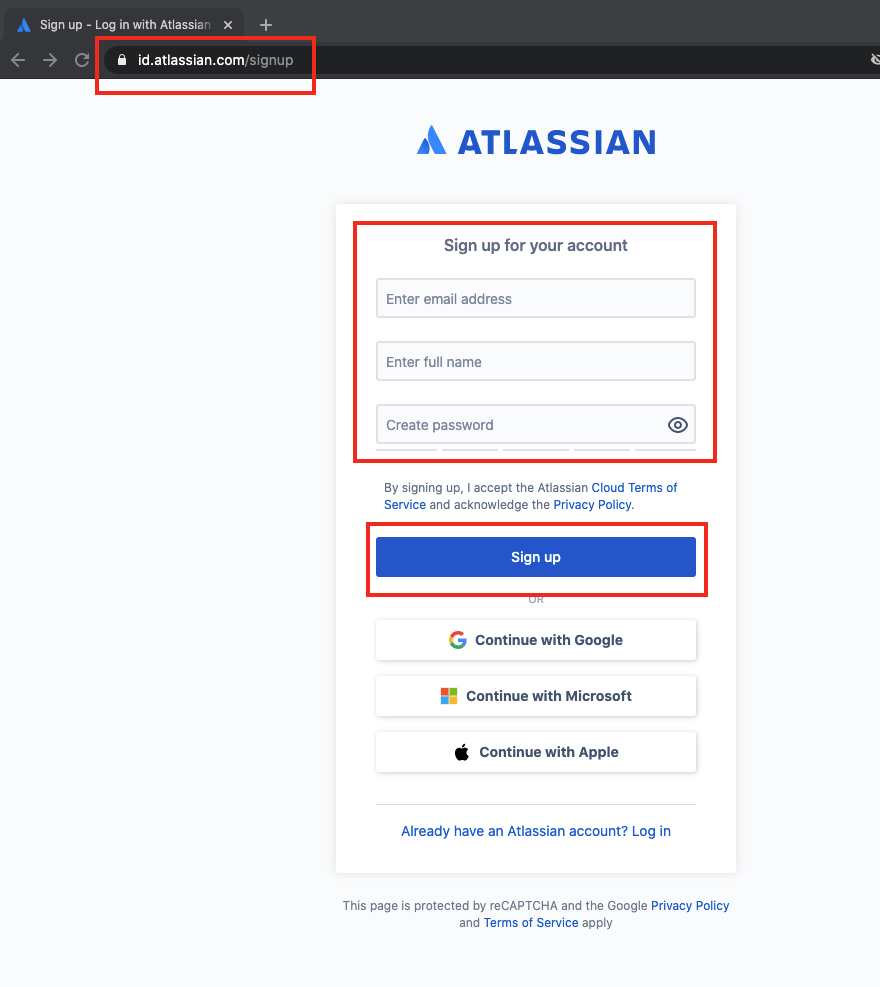 Sign up - Log in with Atlassian
id.atlassian.com/signup
ATLASSIAN
Sign up for your account
Enter email address
Enter full name
Create password
By signing up, I accept the Atlassian Cloud Terms of
Service and acknowledge the Privacy Policy.
Sign up
OR
Continue with Google
Continue with Microsoft
Continue with Apple
Already have an Atlassian account? Log in
This page is protected by reCAPTCHA and the Google Privacy Policy
and Terms of Service apply